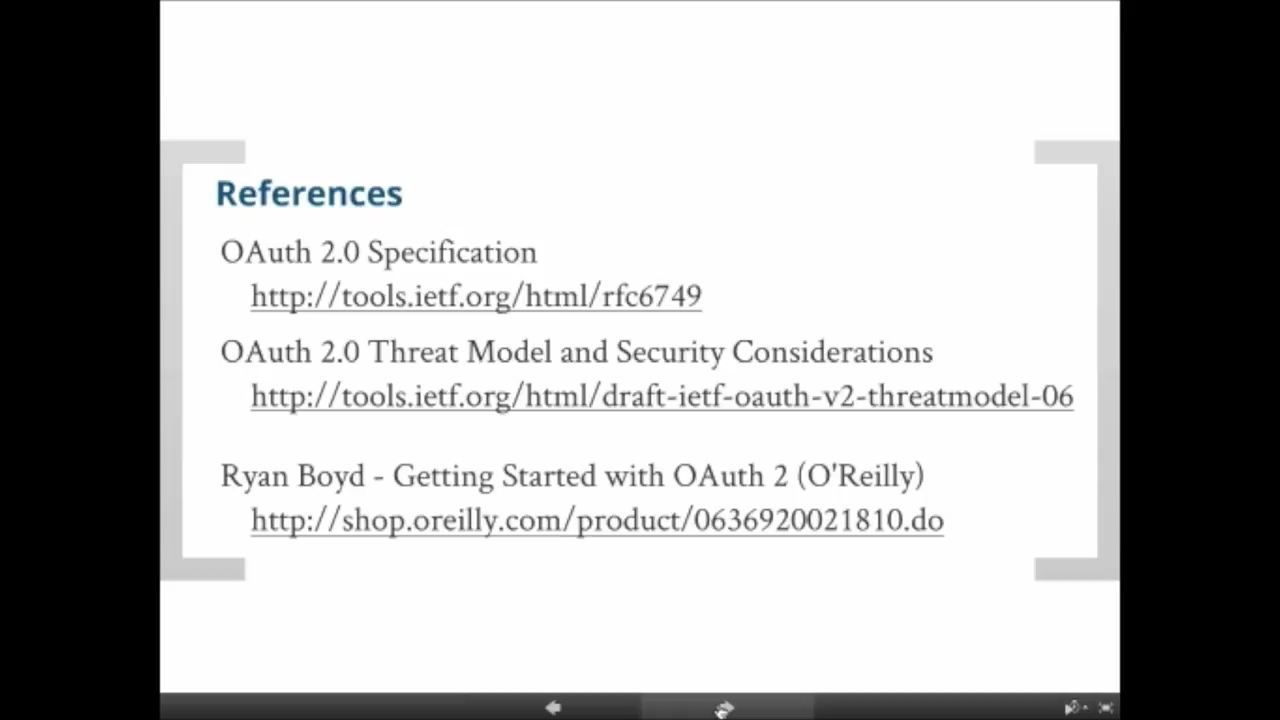 References
OAuth 2.0 Specification
http://tools.ietf.org/html/rfc6749
OAuth 2.0 Threat Model and Security Considerations
http://tools.ietf.org/html/draft-ietf-oauth-v2-threatmodel-06
Ryan Boyd - Getting Started with OAuth 2 (O'Reilly)
http://shop.oreilly.com/product/0636920021810.do